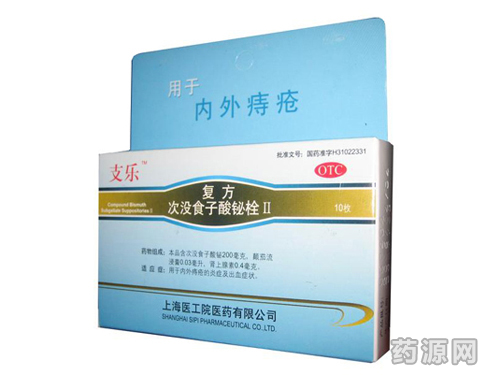 用于
内外痔疮
批准文号：国药准字H31022331
支乐™
OTC
Compound Bismuth
Subgallate Suppositories II
复方
次没食子酸铋栓II
10枚
药物组成：本品含次没食子酸铋200毫克，颠茄流
浸膏0.03毫升，肾上腺素0.4毫克。
适应症：用于内外痔疮的炎症及出血症状。
上海医工院医药有限公司
SHANGHAI SIPI PHARMACEUTICAL CO.,LTD.
药源网